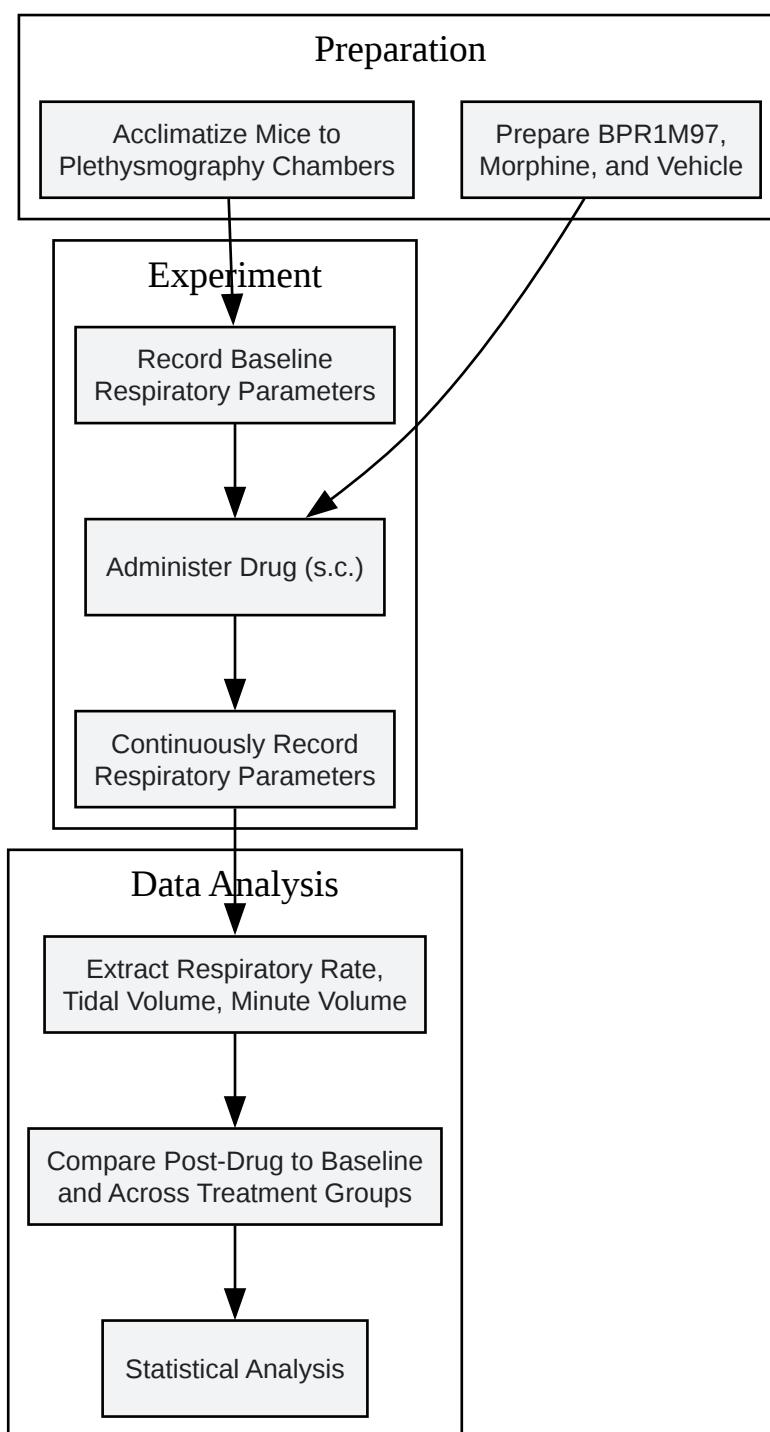 Preparation
Acclimatize Mice to
Plethysmography Chambers
Prepare BPR1M97,
Morphine, and Vehicle
Experiment
Record Baseline
Respiratory Parameters
Administer Drug (s.c.)
Continuously Record
Respiratory Parameters
Data Analysis
Extract Respiratory Rate,
Tidal Volume, Minute Volume
Compare Post-Drug to Baseline
and Across Treatment Groups
Statistical Analysis